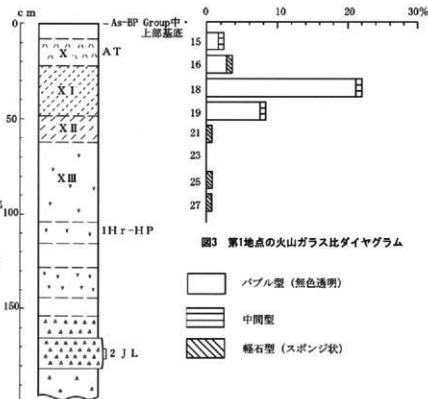 cm
0
As-BP Group中・
上部基底
X
AT
XI
50
XII
XIII
100
1Hr-HP
150
2JL
0 10 20 30%
15
16
18
19
21
23
25
27
図3 第1地点の火山ガラス比ダイヤグラム
バブル型（無色透明）
中間型
軽石型（スポンジ状）